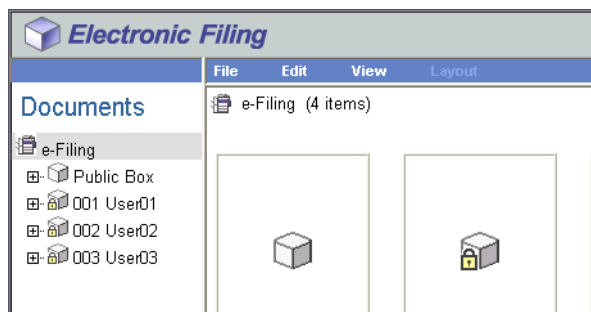 Electronic Filing
File Edit View Layout
Documents
e-Filing (4 items)
e-Filing
Public Box
001 User01
002 User02
003 User03